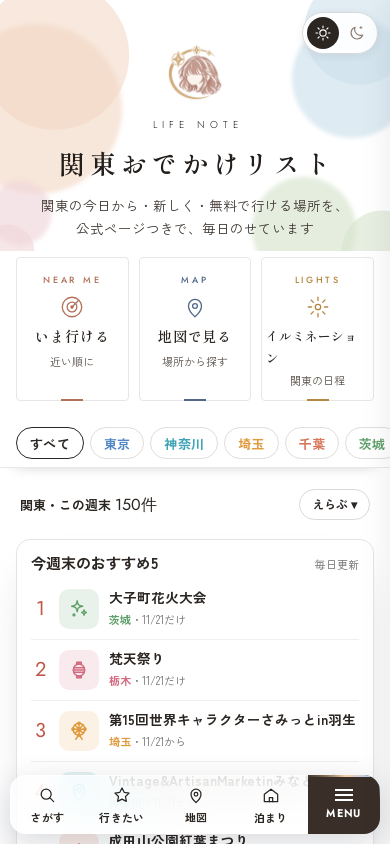 LIFE NOTE
関東おでかけリスト
関東の今日から・新しく・無料で行ける場所を、
公式ページつきで、毎日のせています
NEAR ME
いま行ける
近い順に
MAP
地図で見る
場所から探す
LIGHTS
イルミネーショ
ン
関東の日程
すべて 東京 神奈川 埼玉 千葉 茨城
関東・この週末 150件
えらぶ ▾
今週末のおすすめ5
毎日更新
1
大子町花火大会
茨城・11/21だけ
2
梵天祭り
栃木・11/21だけ
3
第15回世界キャラクターさみっとin羽生
埼玉・11/21から
Vintage&ArtisanMarketinみなと
さがす 行きたい 地図 泊まり MENU
成田山公園紅葉まつり